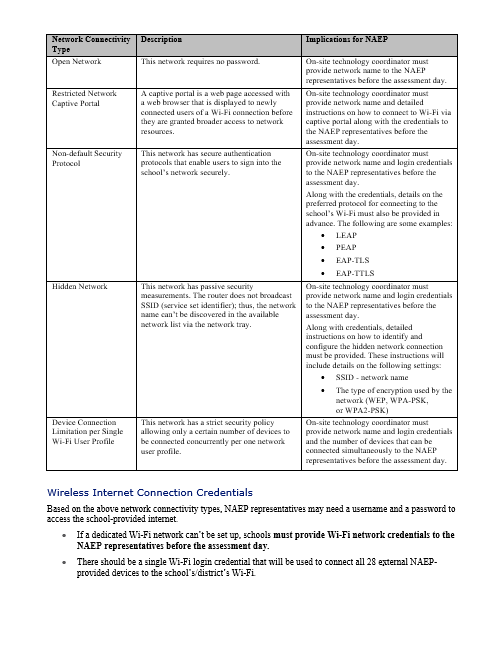 Network Connectivity
Type
Description
Implications for NAEP
Open Network
This network requires no password.
On-site technology coordinator must
provide network name to the NAEP
representatives before the assessment day.
Restricted Network
Captive Portal
A captive portal is a web page accessed with
a web browser that is displayed to newly
connected users of a Wi-Fi connection before
they are granted broader access to network
resources.
On-site technology coordinator must
provide network name and detailed
instructions on how to connect to Wi-Fi via
captive portal along with the credentials to
the NAEP representatives before the
assessment day.
Non-default Security
Protocol
This network has secure authentication
protocols that enable users to sign into the
school's network securely.
On-site technology coordinator must
provide network name and login credentials
to the NAEP representatives before the
assessment day.
Along with the credentials, details on the
preferred protocol for connecting to the
school's Wi-Fi must also be provided in
advance. The following are some examples:
• LEAP
• PEAP
• EAP-TLS
• EAP-TTLS
Hidden Network
This network has passive security
measurements. The router does not broadcast
SSID (service set identifier); thus, the network
name can't be discovered in the available
network list via the network tray.
On-site technology coordinator must
provide network name and login credentials
to the NAEP representatives before the
assessment day.
Along with credentials, detailed
instructions on how to identify and
configure the hidden network connection
must be provided. These instructions will
include details on the following settings:
• SSID - network name
• The type of encryption used by the
network (WEP, WPA-PSK,
or WPA2-PSK)
Device Connection
Limitation per Single
Wi-Fi User Profile
This network has a strict security policy
allowing only a certain number of devices to
be connected concurrently per one network
user profile.
On-site technology coordinator must
provide network name and login credentials
and the number of devices that can be
connected simultaneously to the NAEP
representatives before the assessment day.
Wireless Internet Connection Credentials
Based on the above network connectivity types, NAEP representatives may need a username and a password to
access the school-provided internet.
• If a dedicated Wi-Fi network can't be set up, schools must provide Wi-Fi network credentials to the
NAEP representatives before the assessment day.
• There should be a single Wi-Fi login credential that will be used to connect all 28 external NAEP-
provided devices to the school's/district's Wi-Fi.